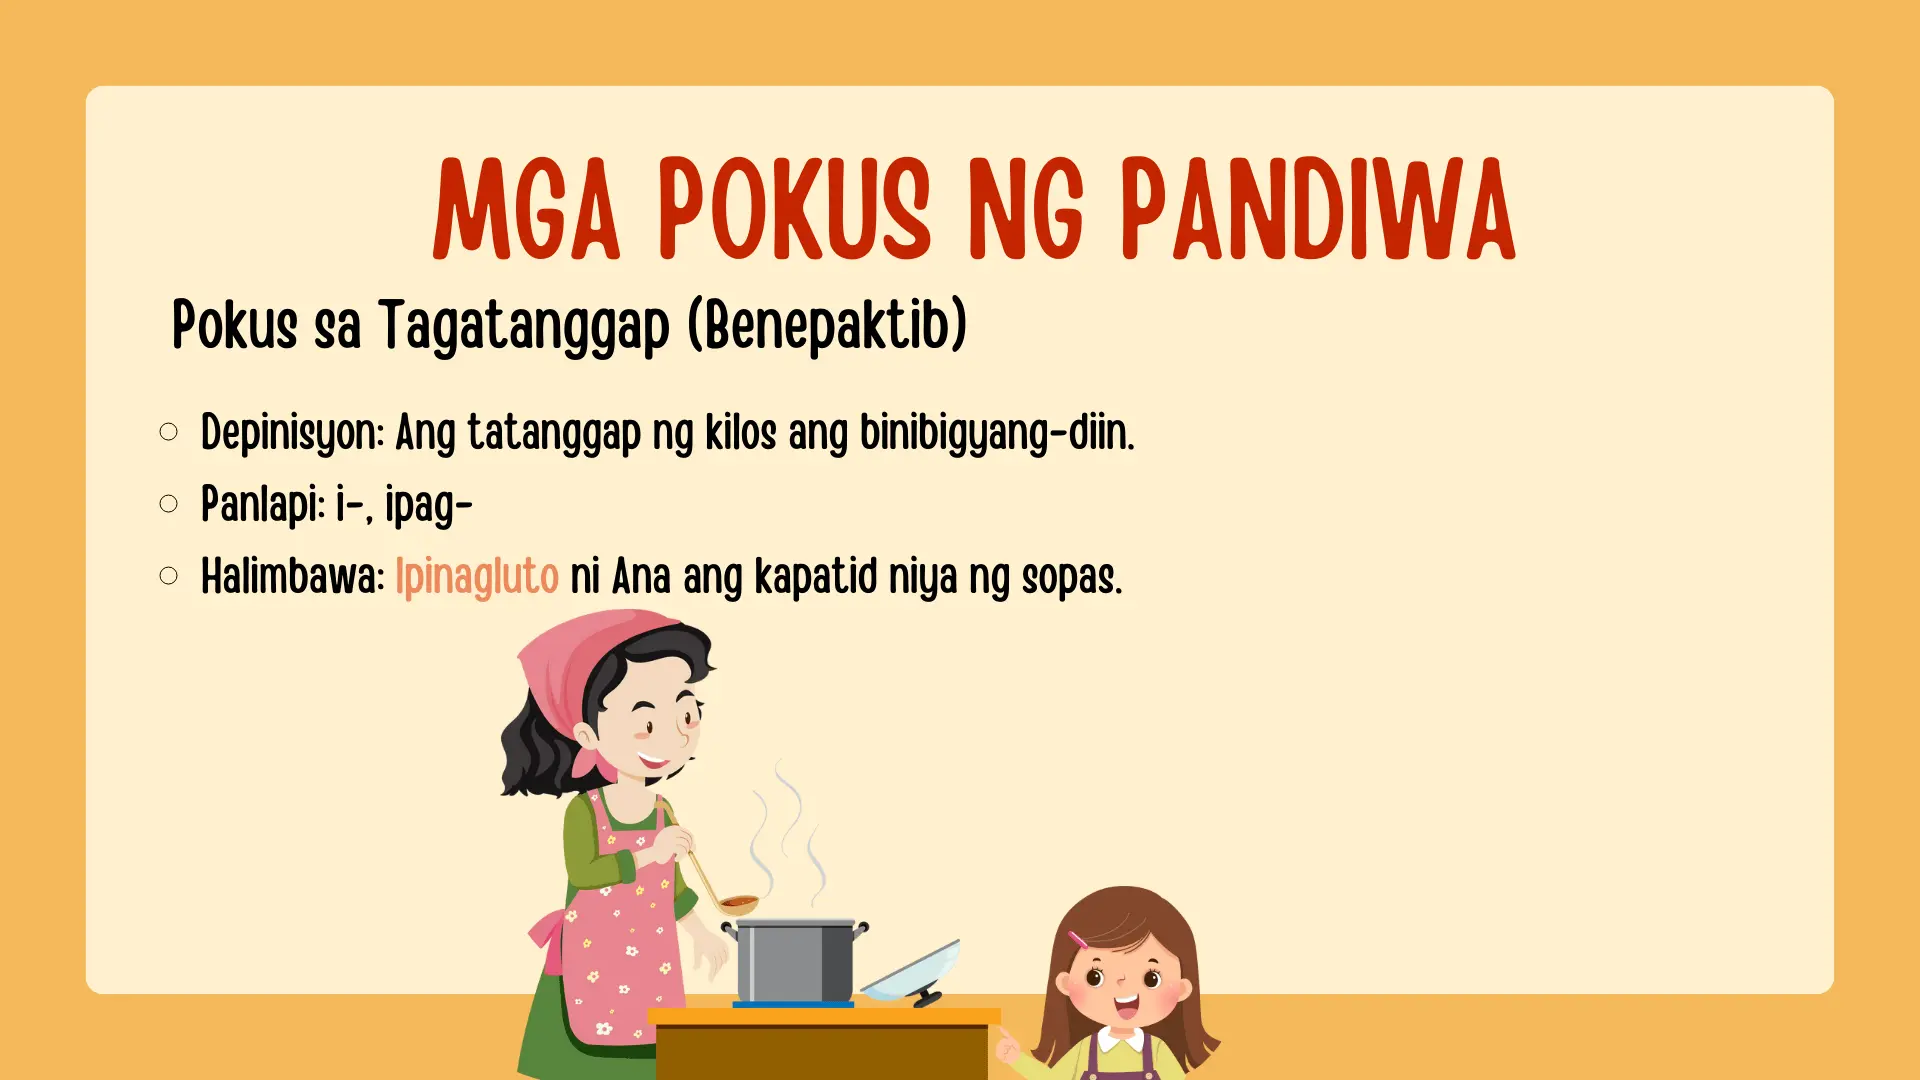 MGA POKUS NG PANDIWA
Pokus sa Tagatanggap (Benepaktib)
Depinisyon: Ang tatanggap ng kilos ang binibigyang-diin.
Panlapi: i-, ipag-
Halimbawa: Ipinagluto ni Ana ang kapatid niya ng sopas.